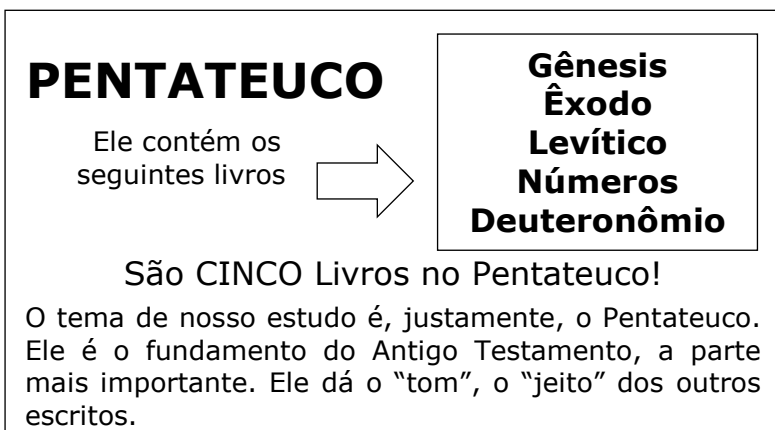 PENTATEUCO
Ele contém os
seguintes livros
Gênesis
Êxodo
Levítico
Números
Deuteronômio
São CINCO Livros no Pentateuco!
O tema de nosso estudo é, justamente, o Pentateuco.
Ele é o fundamento do Antigo Testamento, a parte
mais importante. Ele dá o “tom”, o “jeito” dos outros
escritos.